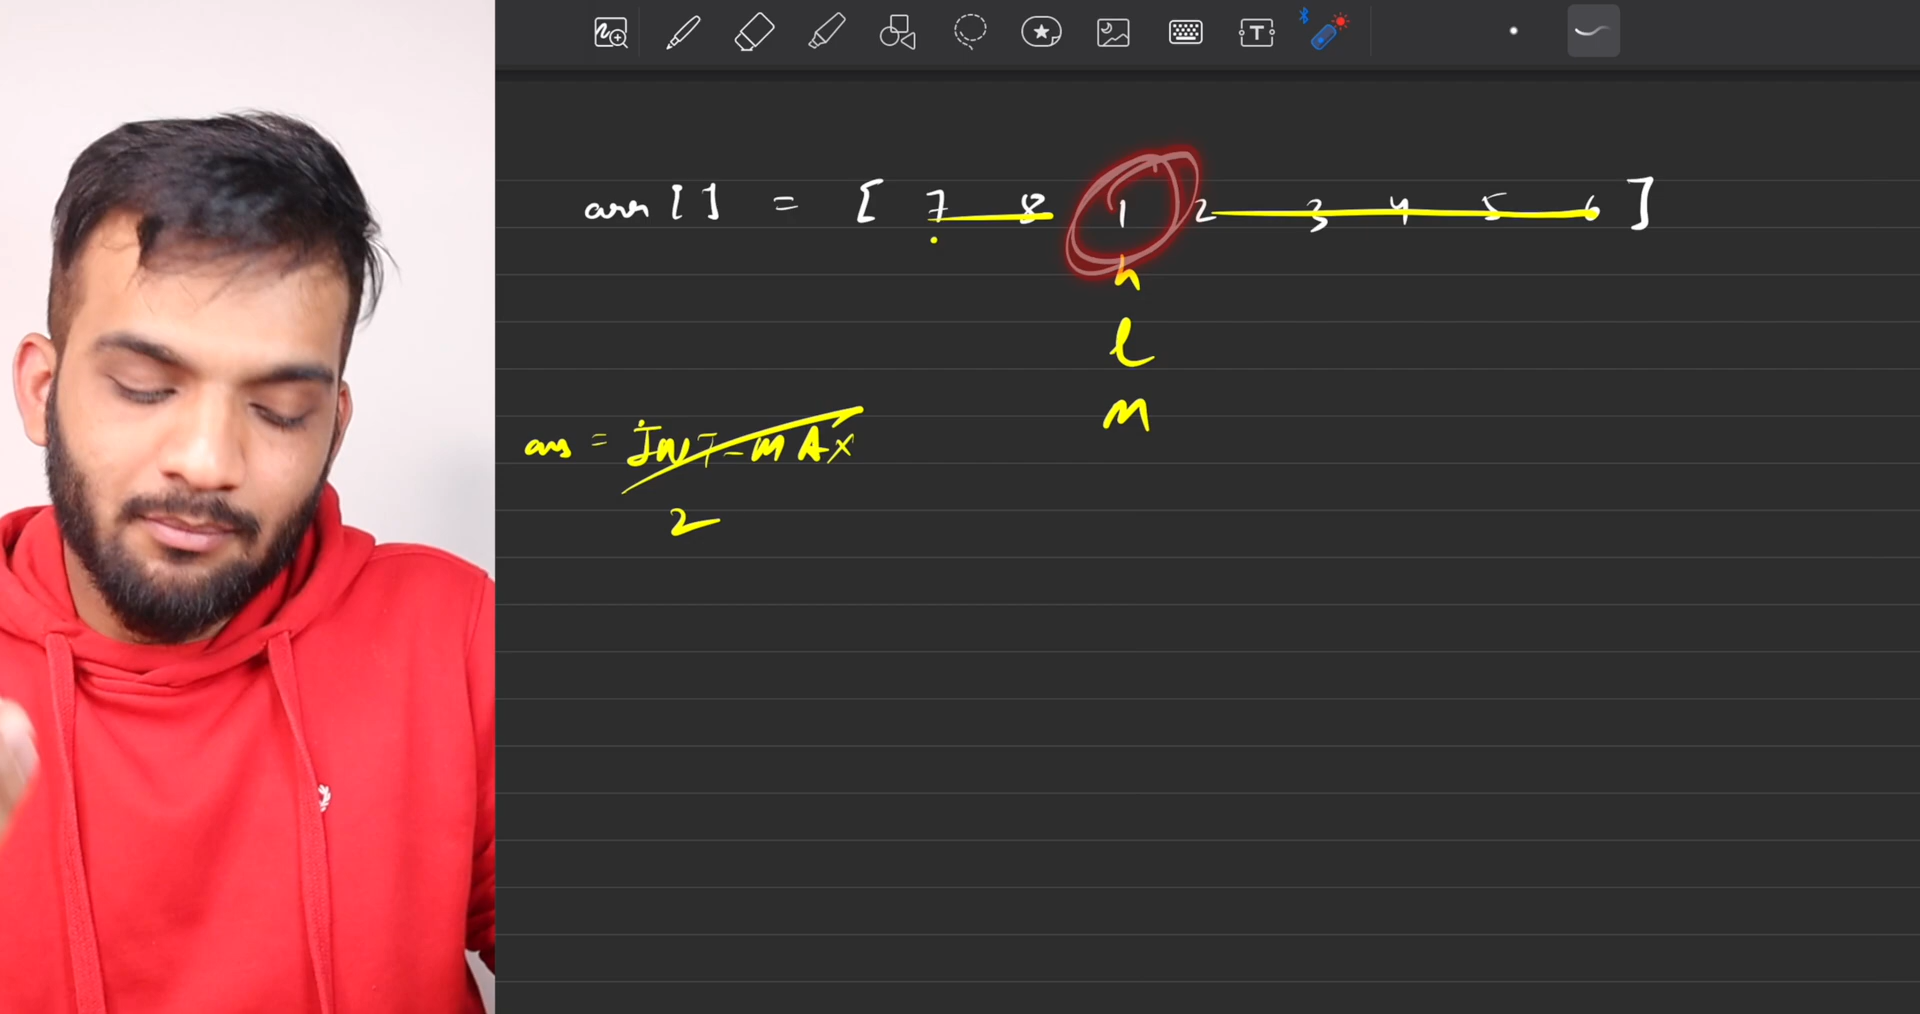 arr [ ] = [ 7 8 1 2 3 4 5 6 ]
h
l
m
ans = INT_MAX
2